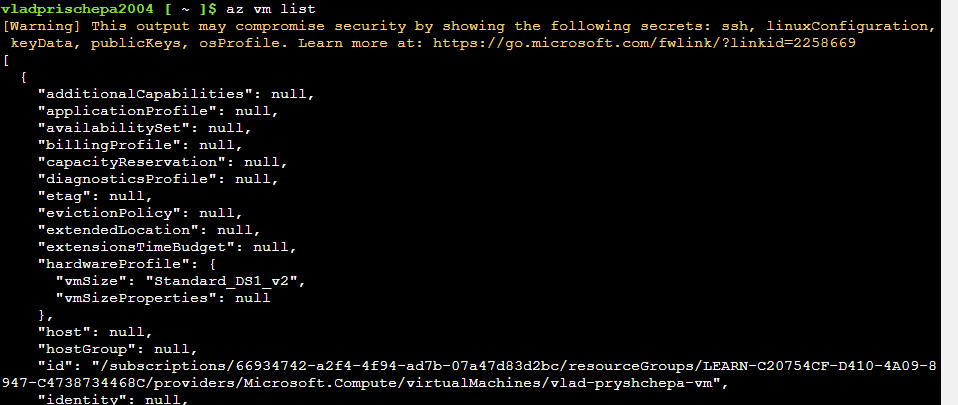 vladprischepa2004 [ ~ ]$ az vm list
[Warning] This output may compromise security by showing the following secrets: ssh, linuxConfiguration,
keyData, publicKeys, osProfile. Learn more at: https://go.microsoft.com/fwlink/?linkid=2258669
[
  {
    "additionalCapabilities": null,
    "applicationProfile": null,
    "availabilitySet": null,
    "billingProfile": null,
    "capacityReservation": null,
    "diagnosticsProfile": null,
    "etag": null,
    "evictionPolicy": null,
    "extendedLocation": null,
    "extensionsTimeBudget": null,
    "hardwareProfile": {
      "vmSize": "Standard_DS1_v2",
      "vmSizeProperties": null
    },
    "host": null,
    "hostGroup": null,
    "id": "/subscriptions/66934742-a2f4-4f94-ad7b-07a47d83d2bc/resourceGroups/LEARN-C20754CF-D410-4A09-8
947-C4738734468C/providers/Microsoft.Compute/virtualMachines/vlad-pryshchepa-vm",
    "identity": null,